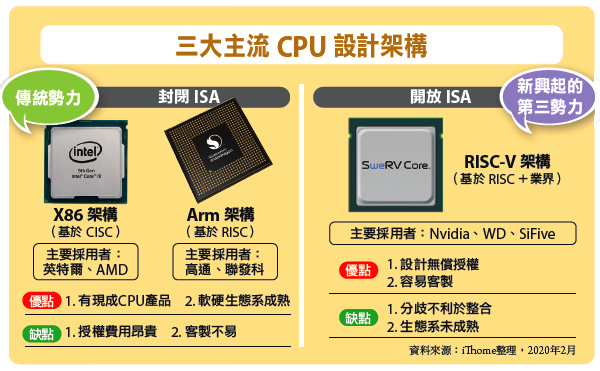 三大主流 CPU 設計架構
傳統勢力
封閉 ISA
intel
9th Gen
Intel® Core™ i9
X86 架構
（基於 CISC）
主要採用者：
英特爾、AMD
Qualcomm
snapdragon
Arm 架構
（基於 RISC）
主要採用者：
高通、聯發科
優點 1. 有現成CPU產品 2. 軟硬生態系成熟
缺點 1. 授權費用昂貴 2. 客製不易
開放 ISA
新興起的
第三勢力
SweRV Core™
RISC-V 架構
（基於 RISC＋業界）
主要採用者：Nvidia、WD、SiFive
優點
1. 設計無償授權
2. 容易客製
缺點
1. 分歧不利於整合
2. 生態系未成熟
資料來源：iThome整理，2020年2月